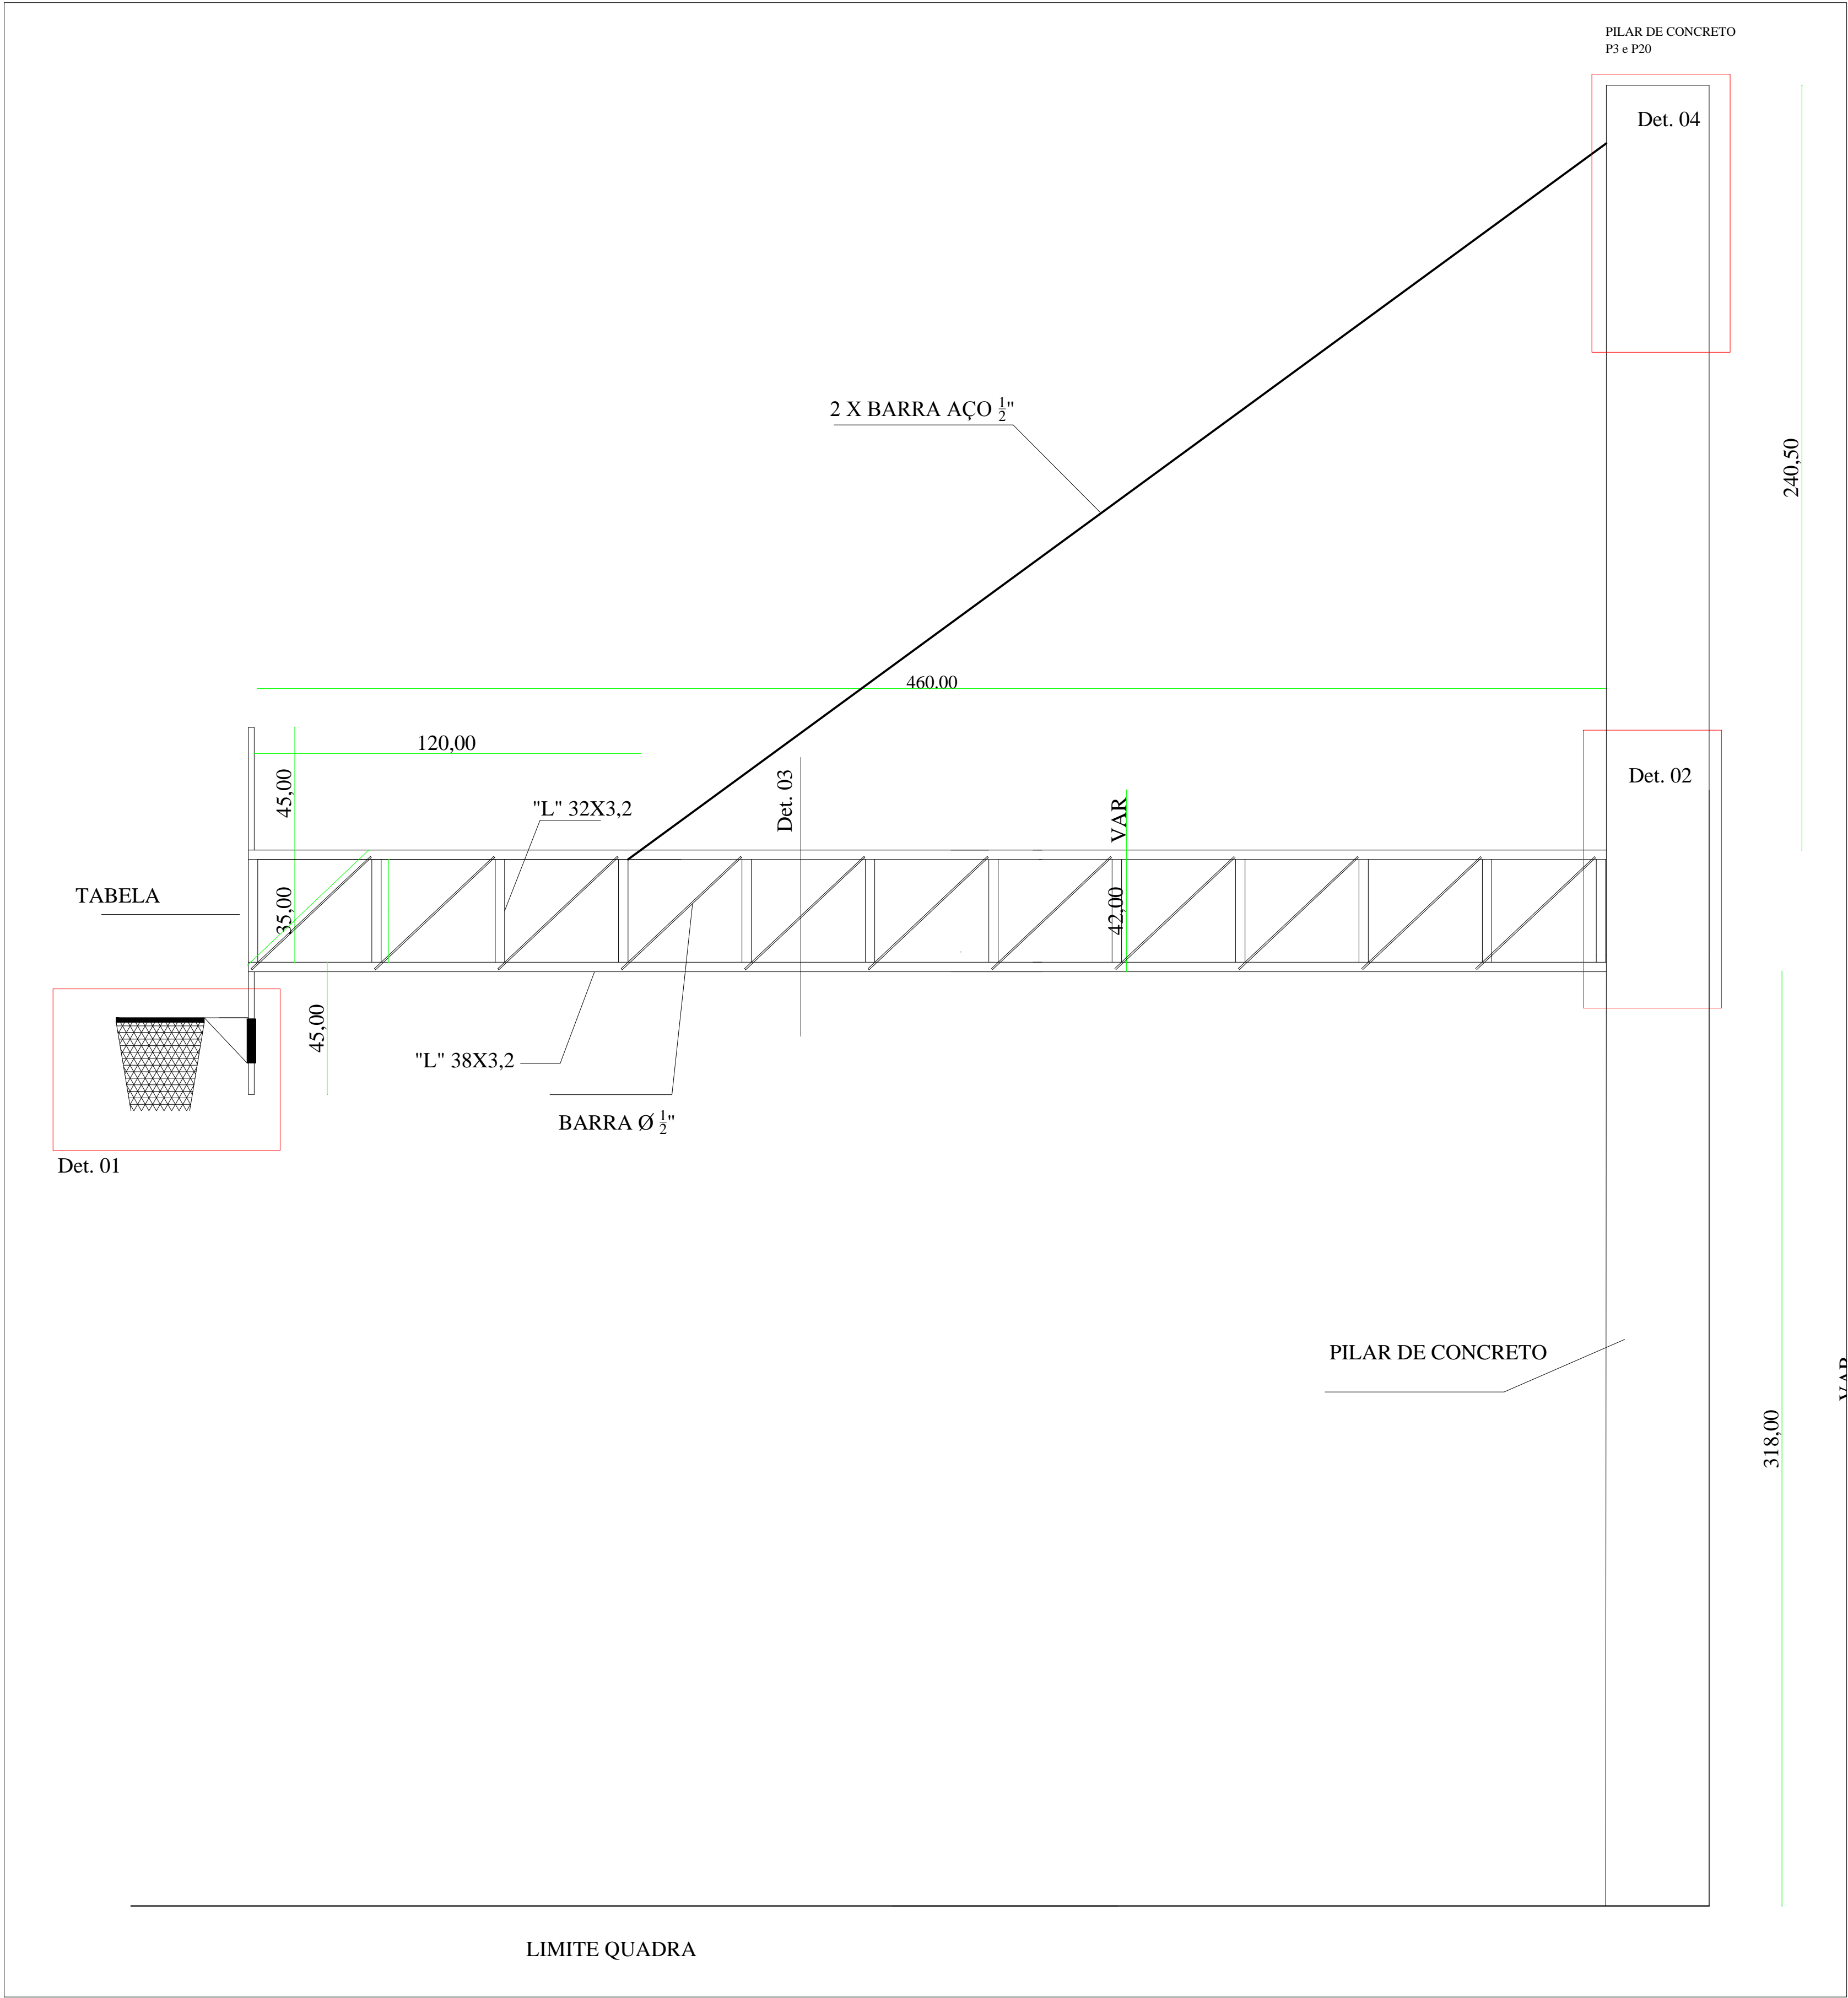 PILAR DE CONCRETO
P3 e P20
Det. 04
2 X BARRA AÇO ½"
240,50
460.00
120,00
45,00
"L" 32X3,2
Det. 03
VAR
Det. 02
TABELA
35,00
42,00
45,00
"L" 38X3,2
BARRA Ø ½"
Det. 01
PILAR DE CONCRETO
VAR
318,00
LIMITE QUADRA